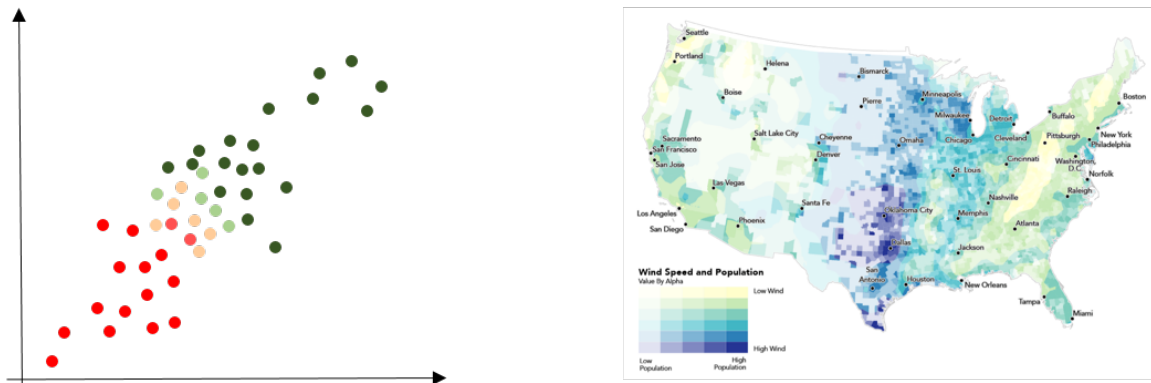 Seattle
Portland
Helena
Bismarck
Minneapolis
Boise
Pierre
Milwaukee
Detroit
Buffalo
Boston
Sacramento
Salt Lake City
Cheyenne
Omaha
Chicago
Cleveland
Pittsburgh
New York
San Francisco
Denver
Philadelphia
San Jose
Cincinnati
Washington,
D.C.
St. Louis
Norfolk
Las Vegas
Raleigh
Santa Fe
Nashville
Los Angeles
Oklahoma City
Memphis
Phoenix
Atlanta
San Diego
Dallas
Jackson
Wind Speed and Population
San
Antonio
Houston
New Orleans
Value By Alpha
Low Wind
Tampa
Miami
High Wind
Low
Population
High
Population